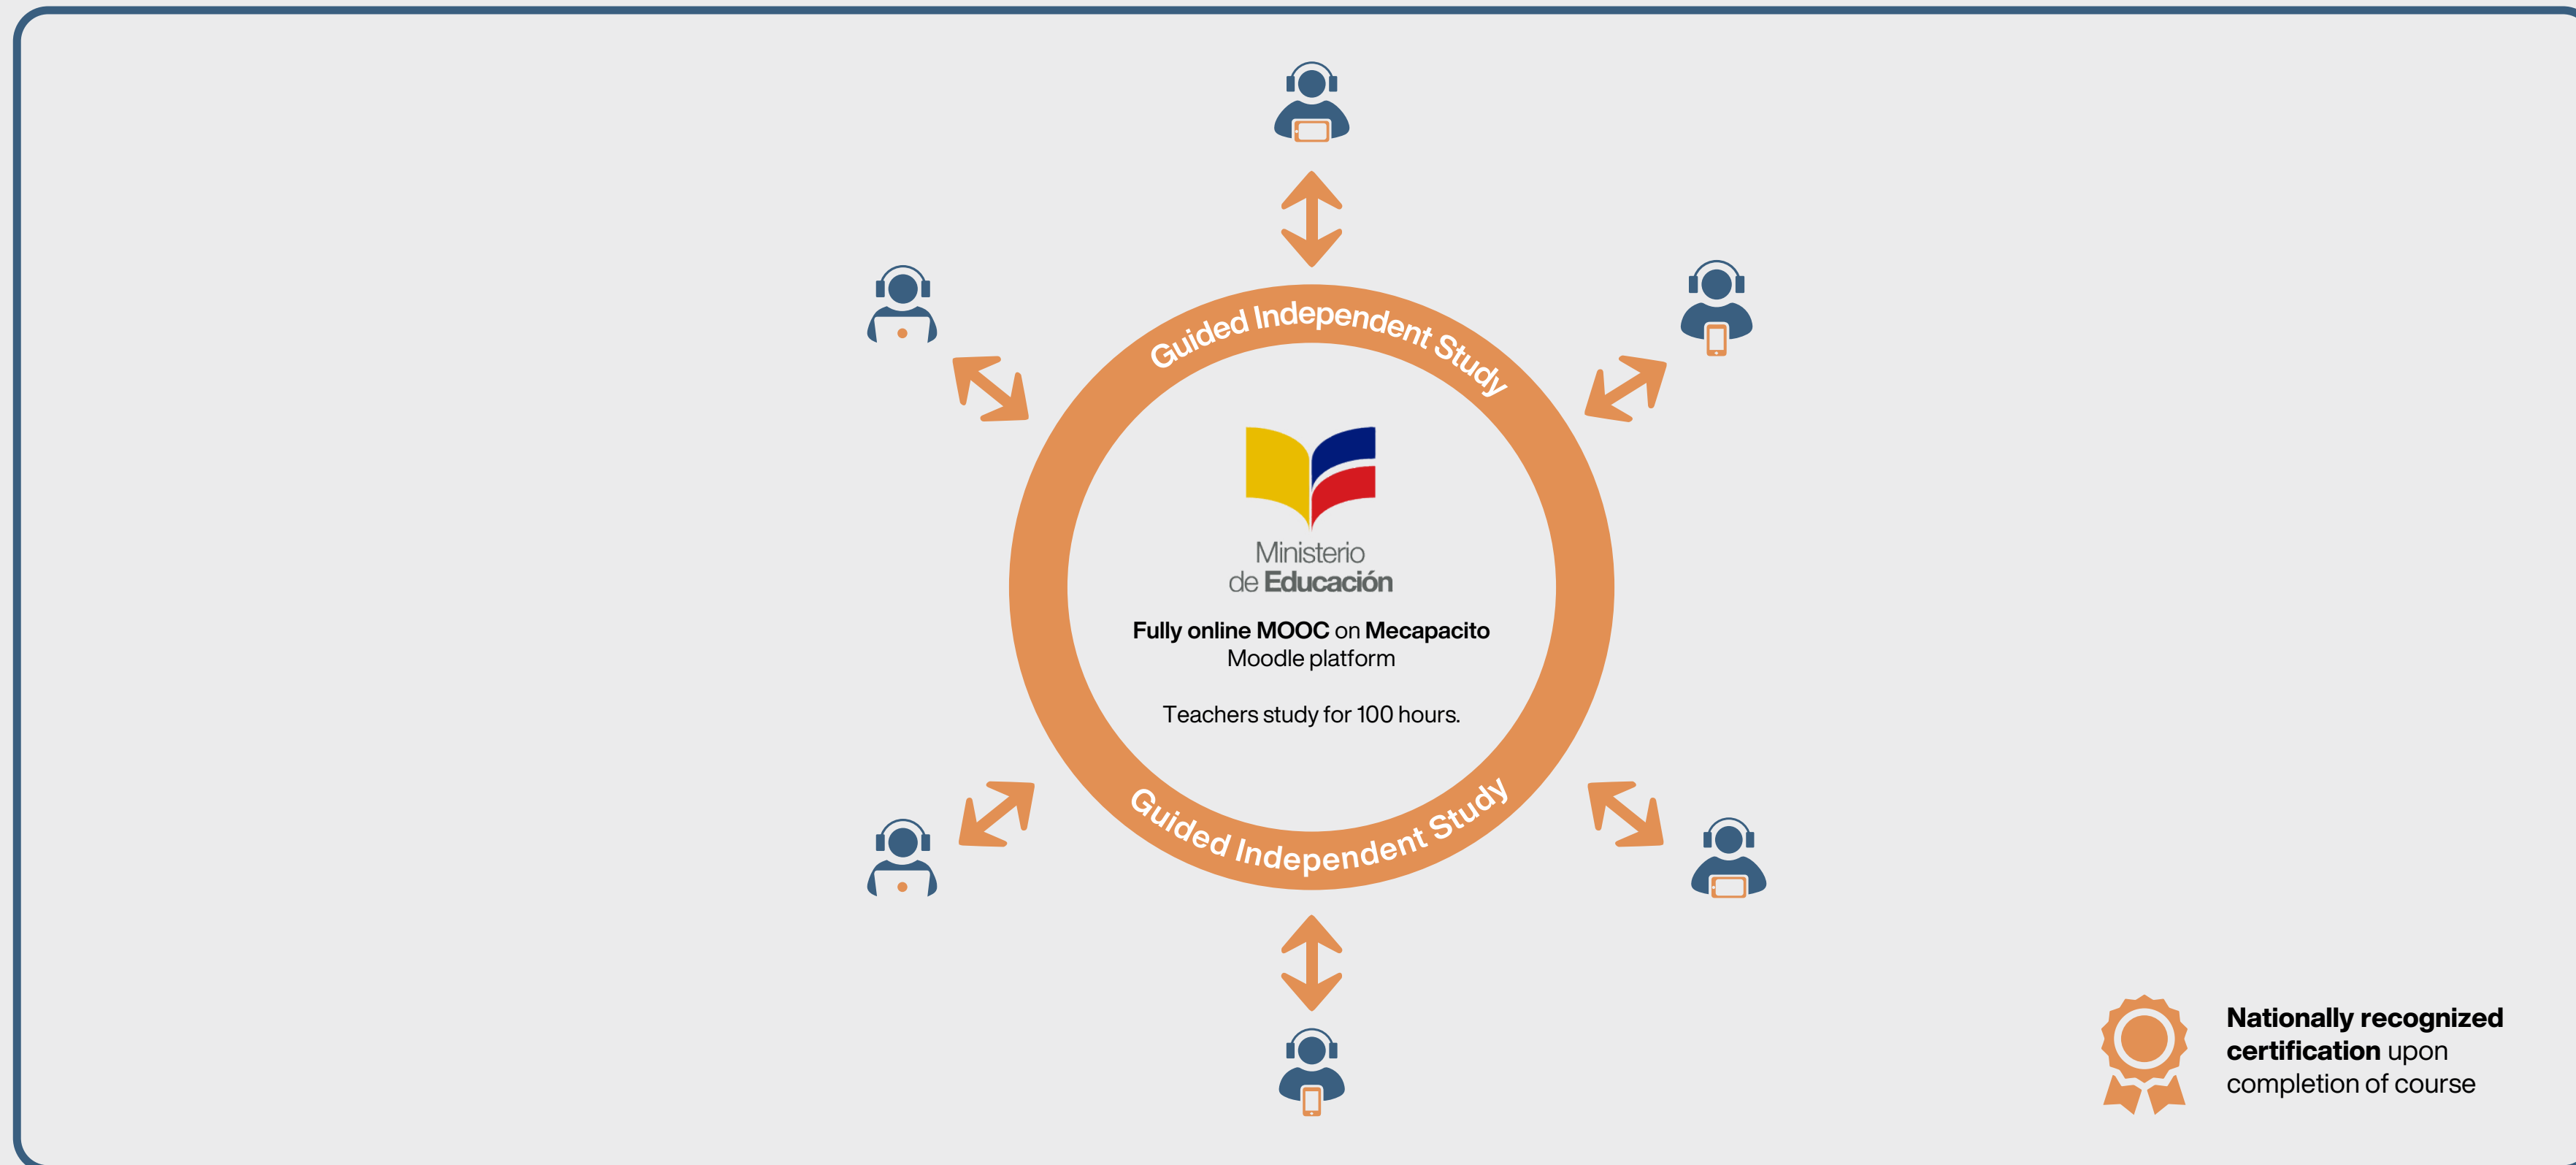 Guided Independent Study
Ministerio
de Educación
Fully online MOOC on Mecapacito
Moodle platform
Teachers study for 100 hours.
Guided Independent Study
Nationally recognized
certification upon
completion of course